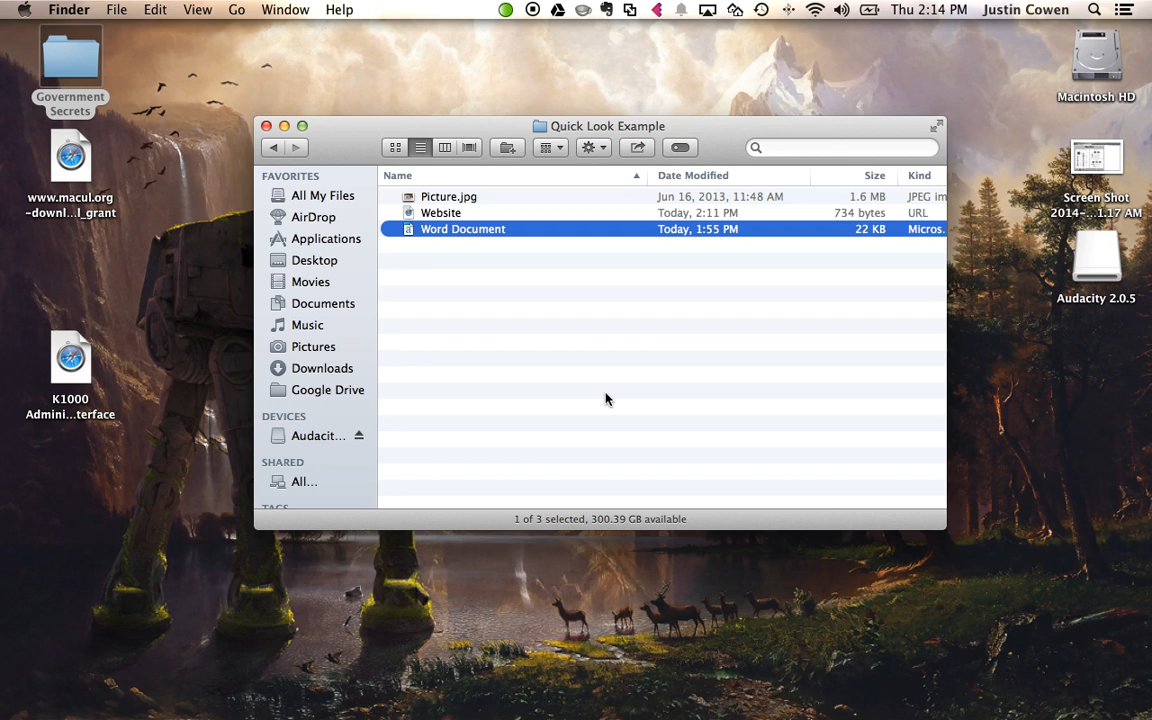 Finder File Edit View Go Window Help Thu 2:14 PM Justin Cowen
Government
Secrets
www.macul.org
-downl...l_grant
K1000
Admini...terface
Macintosh HD
Screen Shot
2014-...1.17 AM
Audacity 2.0.5
Quick Look Example
FAVORITES
All My Files
AirDrop
Applications
Desktop
Movies
Documents
Music
Pictures
Downloads
Google Drive
DEVICES
Audacit...
SHARED
All...
TAGS
Name Date Modified Size Kind
Picture.jpg Jun 16, 2013, 11:48 AM 1.6 MB JPEG im
Website Today, 2:11 PM 734 bytes URL
Word Document Today, 1:55 PM 22 KB Micros.
1 of 3 selected, 300.39 GB available